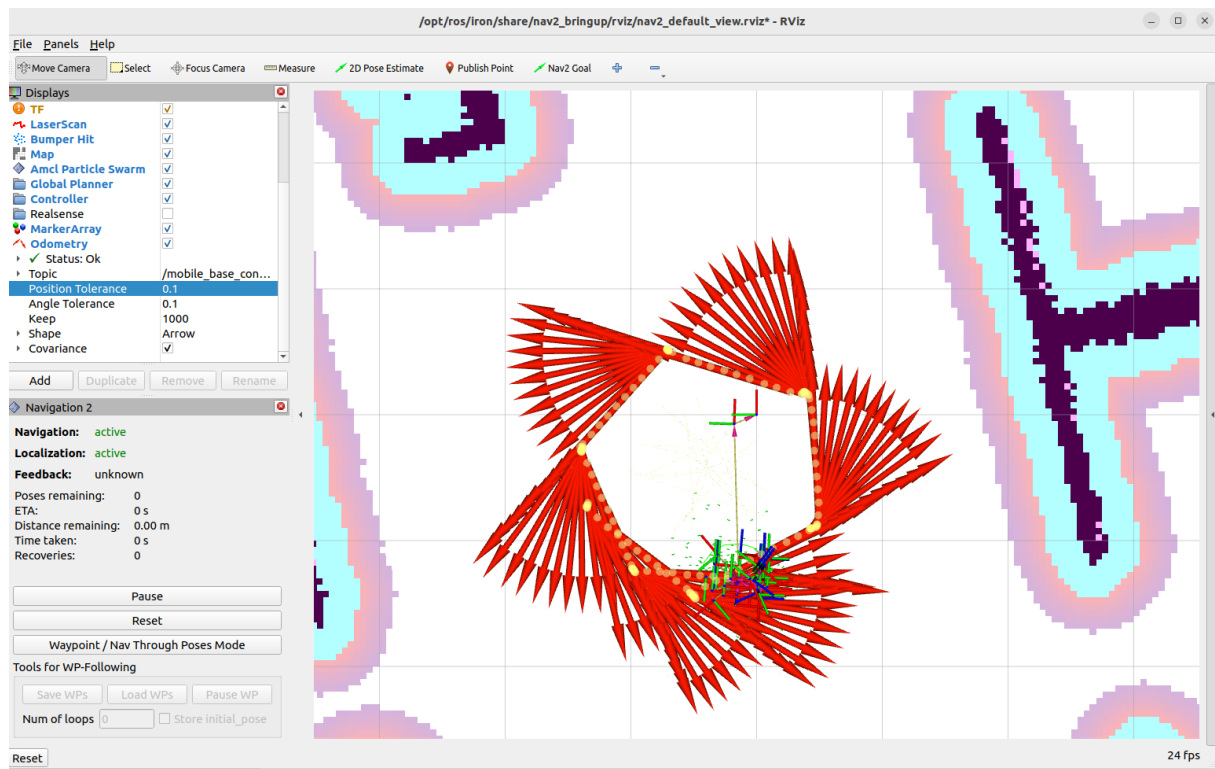 /opt/ros/iron/share/nav2_bringup/rviz/nav2_default_view.rviz* - RViz
File Panels Help
Move Camera Select Focus Camera Measure 2D Pose Estimate Publish Point Nav2 Goal
Displays
TF
LaserScan
Bumper Hit
Map
Amcl Particle Swarm
Global Planner
Controller
Realsense
MarkerArray
Odometry
Status: Ok
Topic /mobile_base_con...
Position Tolerance 0.1
Angle Tolerance 0.1
Keep 1000
Shape Arrow
Covariance
Add Duplicate Remove Rename
Navigation 2
Navigation: active
Localization: active
Feedback: unknown
Poses remaining: 0
ETA: 0 s
Distance remaining: 0.00 m
Time taken: 0 s
Recoveries: 0
Pause
Reset
Waypoint / Nav Through Poses Mode
Tools for WP-Following
Save WPs Load WPs Pause WP
Num of loops 0 Store initial_pose
Reset 24 fps